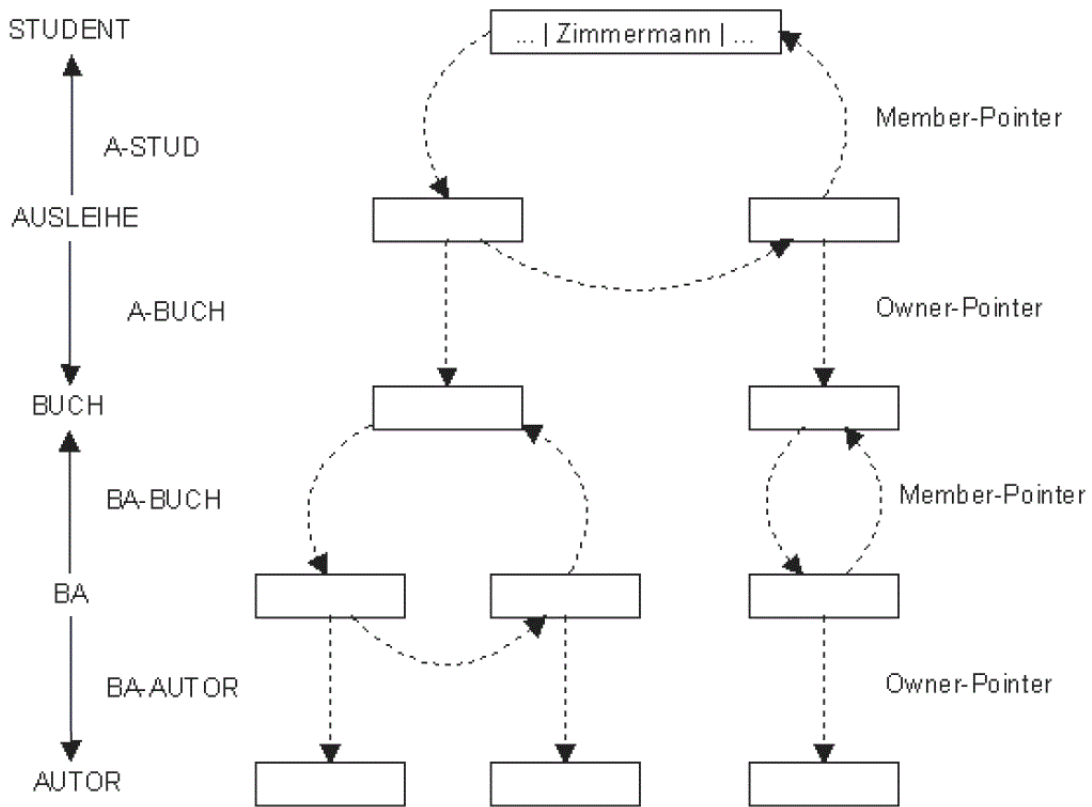 STUDENT
... | Zimmermann | ...
Member-Pointer
A-STUD
AUSLEIHE
A-BUCH
Owner-Pointer
BUCH
BA-BUCH
Member-Pointer
BA
BA-AUTOR
Owner-Pointer
AUTOR